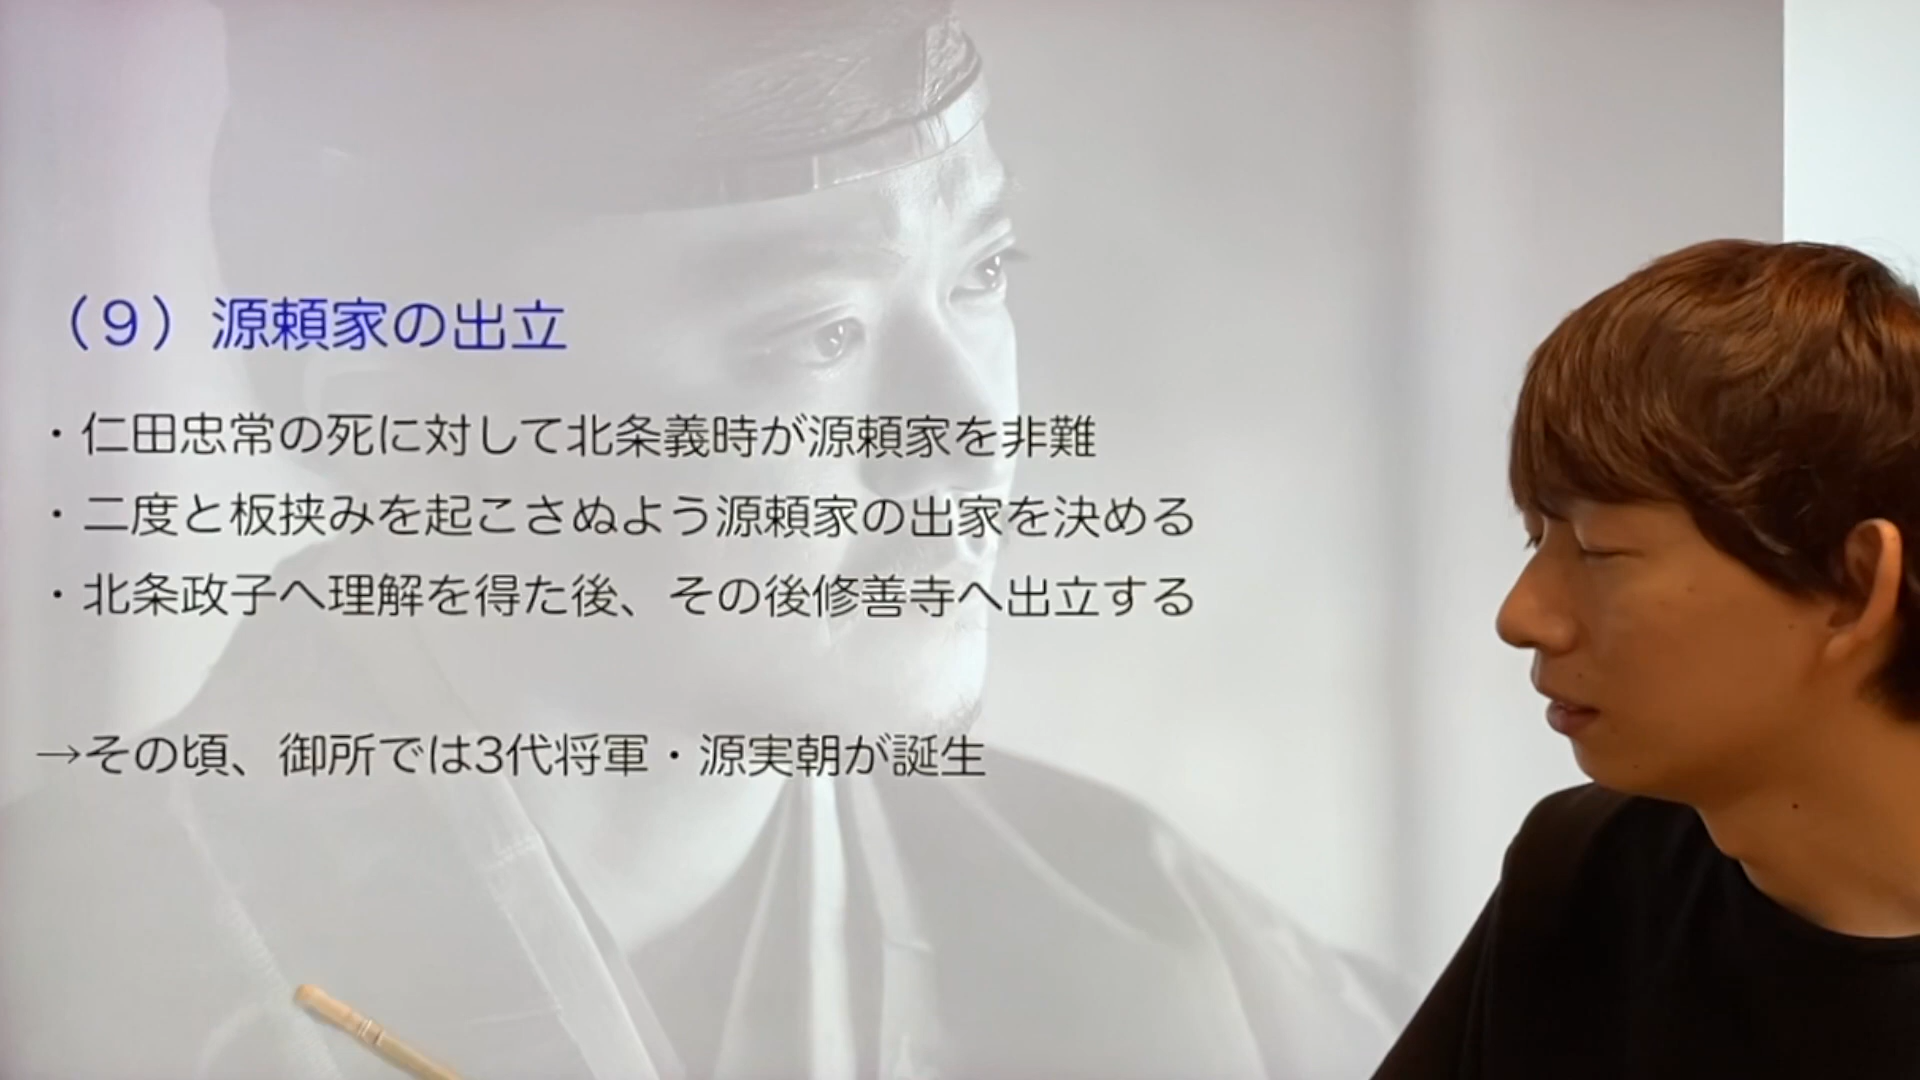 （９）源頼家の出立
・仁田忠常の死に対して北条義時が源頼家を非難
・二度と板挟みを起こさぬよう源頼家の出家を決める
・北条政子へ理解を得た後、その後修善寺へ出立する
→その頃、御所では3代将軍・源実朝が誕生